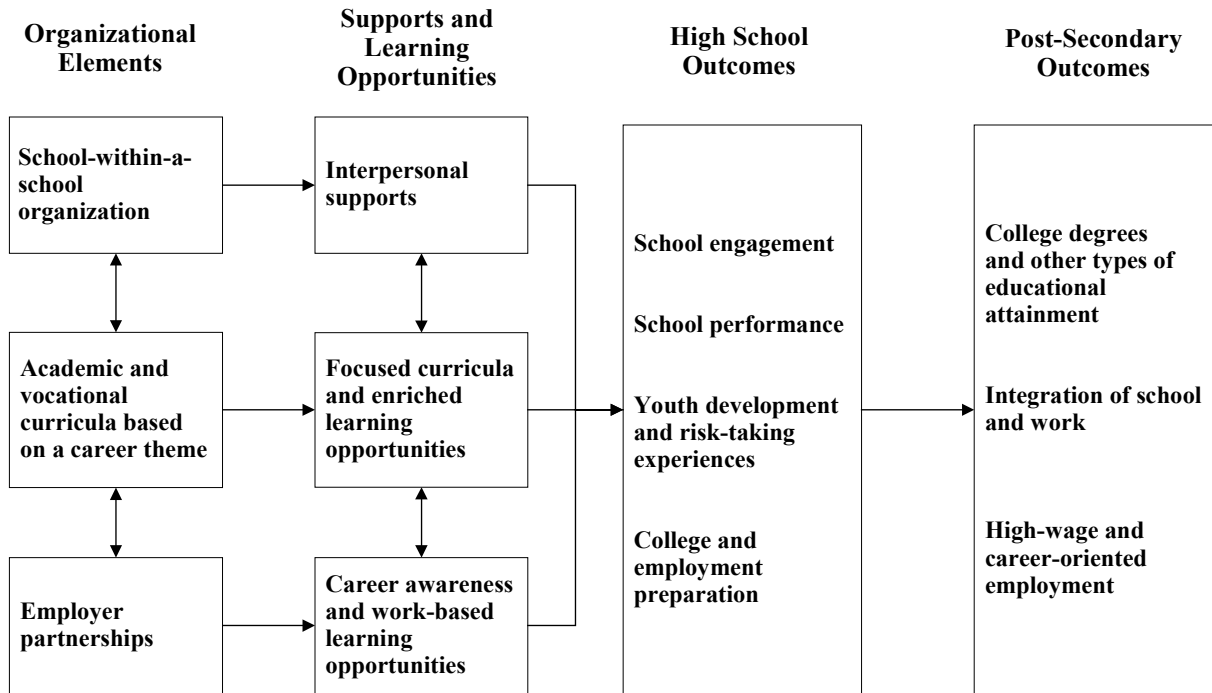 Organizational
Elements
Supports and
Learning
Opportunities
High School
Outcomes
Post-Secondary
Outcomes
School-within-a-
school
organization
Interpersonal
supports
Academic and
vocational
curricula based
on a career theme
Focused curricula
and enriched
learning
opportunities
Employer
partnerships
Career awareness
and work-based
learning
opportunities
School engagement
School performance
Youth development
and risk-taking
experiences
College and
employment
preparation
College degrees
and other types of
educational
attainment
Integration of school
and work
High-wage and
career-oriented
employment